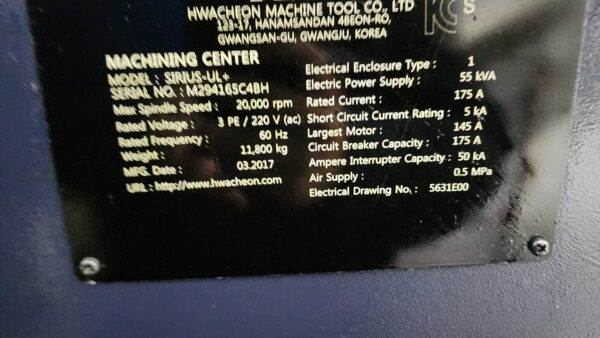 HWACHEON MACHINE TOOL CO., LTD
123-17, HANAMSANDAN 4BEON-RO,
GWANGSAN-GU, GWANGJU, KOREA
S
MACHINING CENTER
MODEL : SIRIUS-UL+
SERIAL NO. : M294165C4BH
Max Spindle Speed : 20,000 rpm
Rated Voltage : 3 PE / 220 V (ac)
Rated Frequency : 60 Hz
Weight : 11,800 kg
MFG. Date : 03.2017
URL : http://www.hwacheon.com
Electrical Enclosure Type : 1
Electric Power Supply : 55 kVA
Rated Current : 175 A
Short Circuit Current Rating : 5 kA
Largest Motor : 145 A
Circuit Breaker Capacity : 175 A
Ampere Interrupter Capacity : 50 kA
Air Supply : 0.5 MPa
Electrical Drawing No. : 5631E00